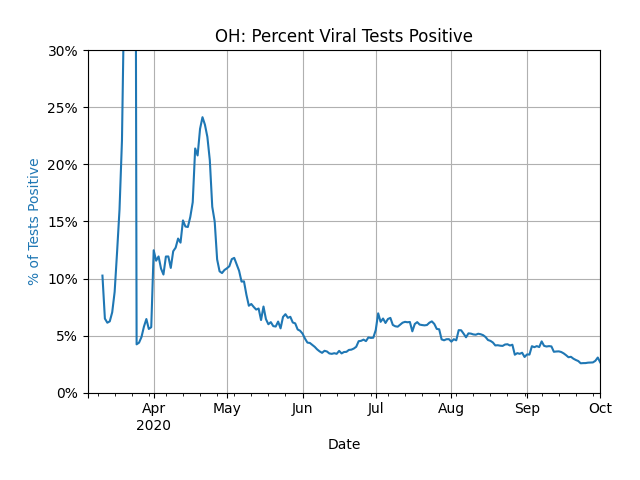 OH: Percent Viral Tests Positive
30%
25%
20%
15%
10%
5%
0%
% of Tests Positive
Apr May Jun Jul Aug Sep Oct
2020
Date